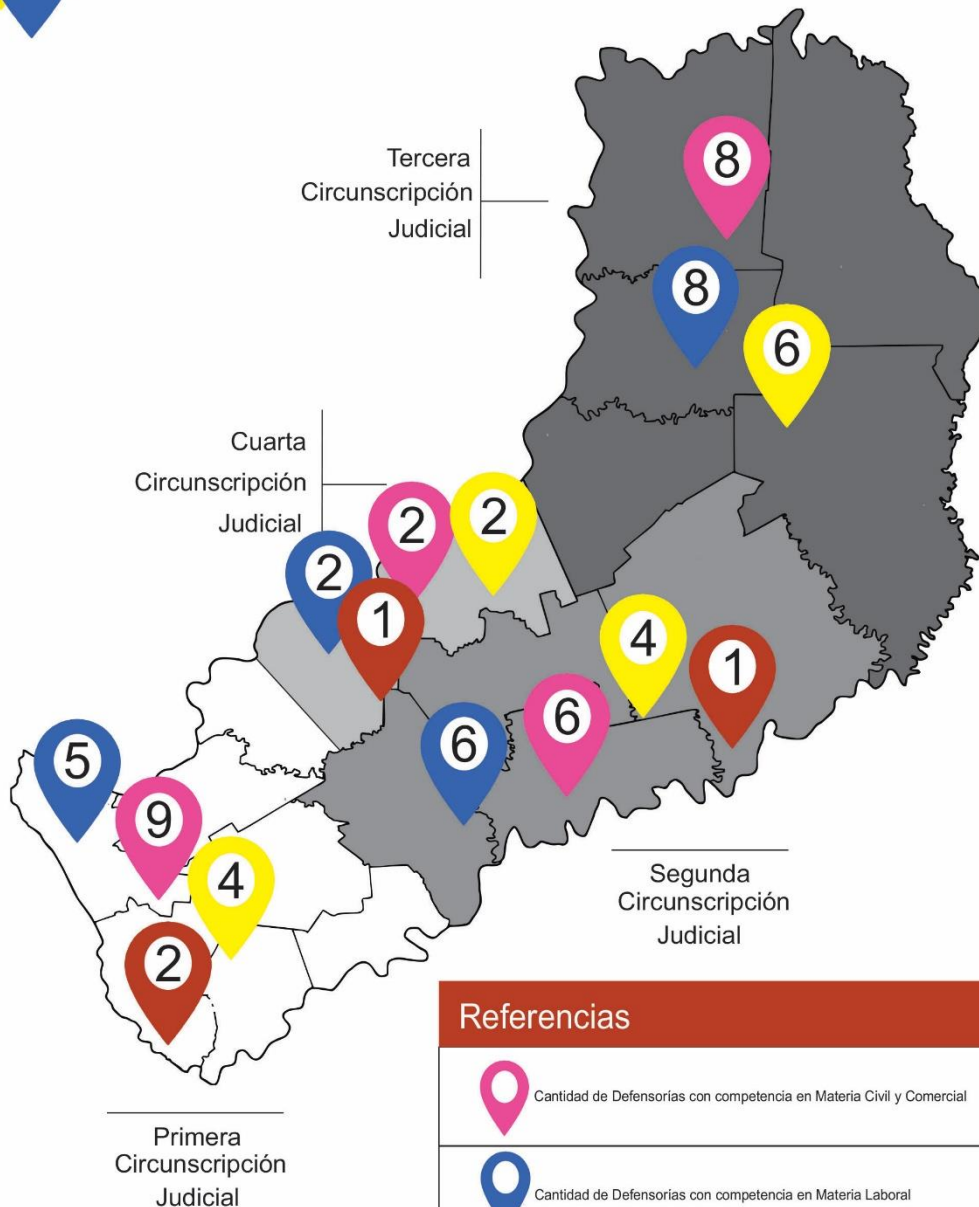 Tercera
Circunscripción
Judicial
8
8
6
Cuarta
Circunscripción
Judicial
2
2
2
1
4
1
6
6
5
9
4
2
Segunda
Circunscripción
Judicial
Primera
Circunscripción
Judicial
Referencias
Cantidad de Defensorías con competencia en Materia Civil y Comercial
Cantidad de Defensorías con competencia en Materia Laboral